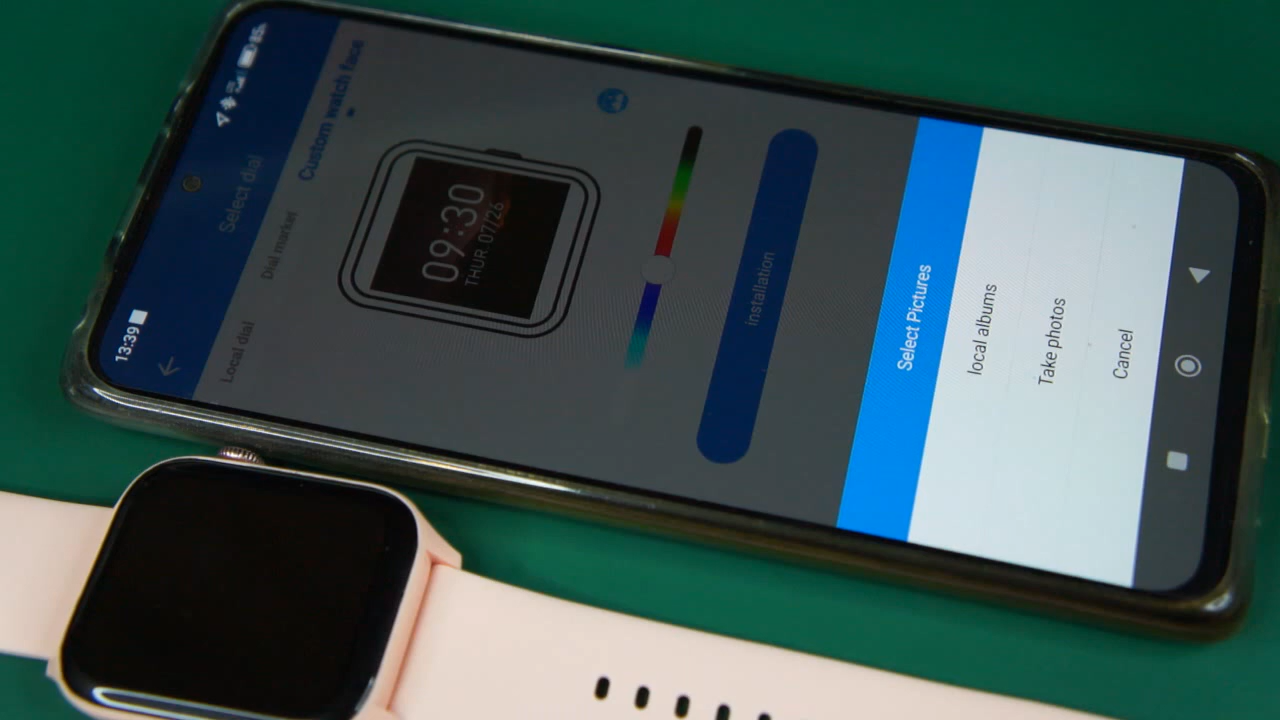 13:39
85%
Select dial
Local dial
Dial market
Custom watch face
09:30
THUR 07/26
installation
Select Pictures
local albums
Take photos
Cancel